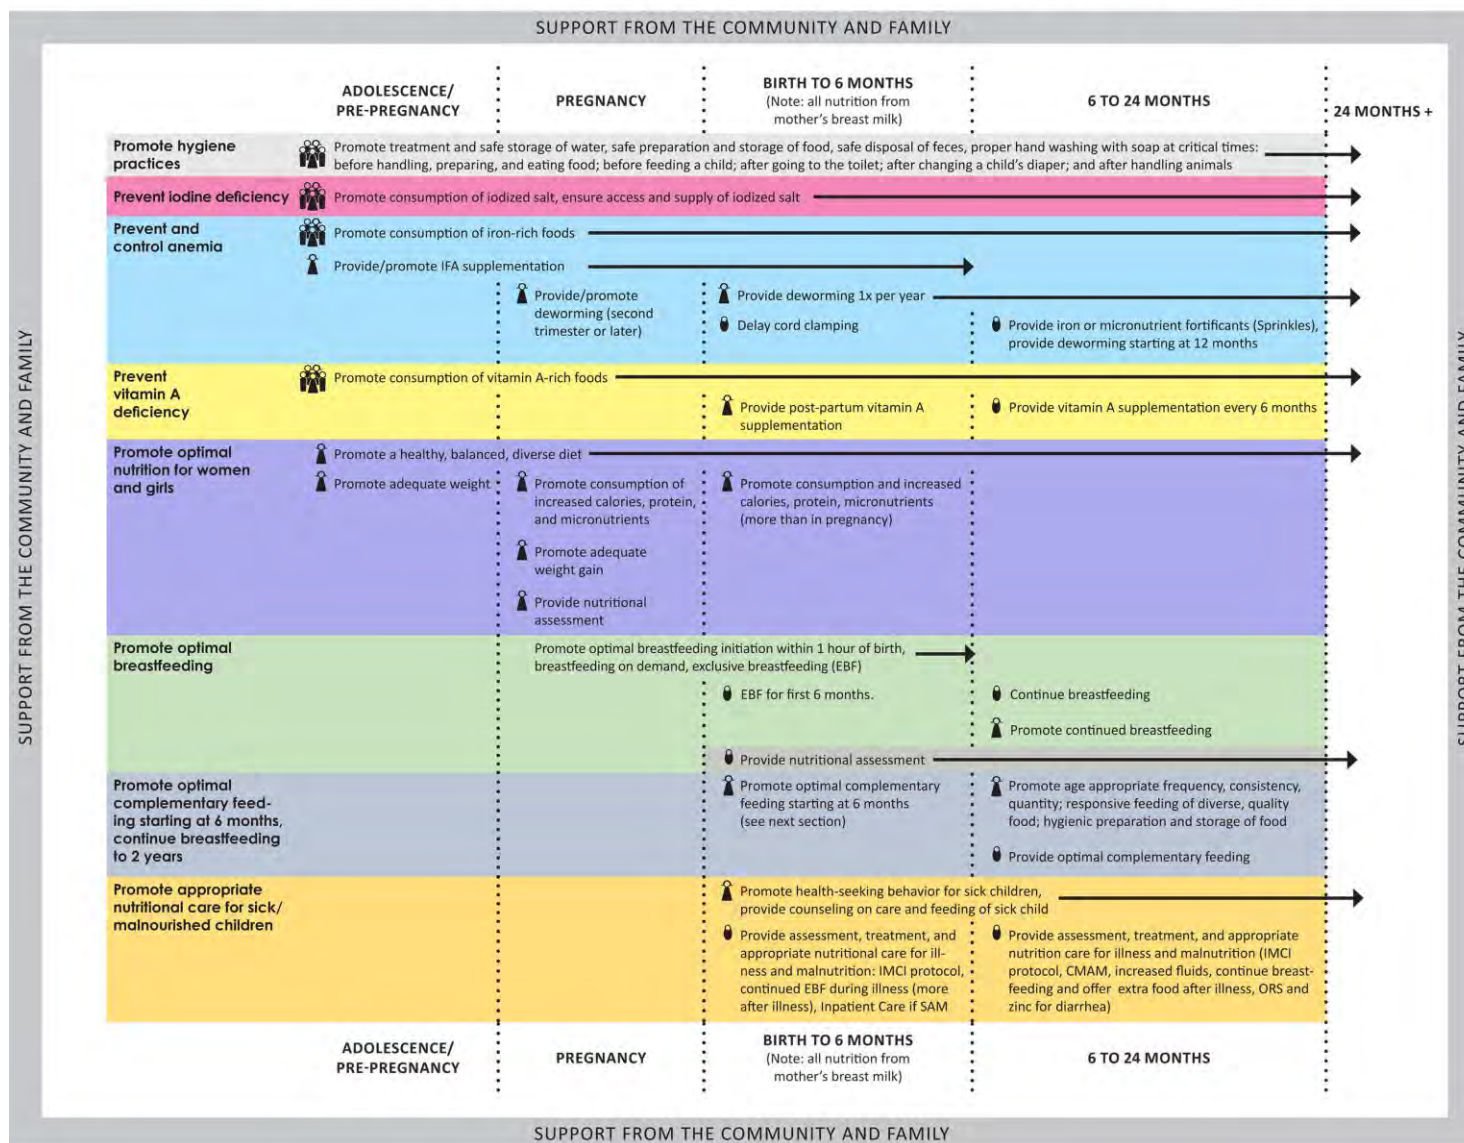 SUPPORT FROM THE COMMUNITY AND FAMILY
ADOLESCENCE/
PRE-PREGNANCY
PREGNANCY
BIRTH TO 6 MONTHS
(Note: all nutrition from
mother's breast milk)
6 TO 24 MONTHS
24 MONTHS +
Promote hygiene
practices
Promote treatment and safe storage of water, safe preparation and storage of food, safe disposal of feces, proper hand washing with soap at critical times:
before handling, preparing, and eating food; before feeding a child; after going to the toilet; after changing a child's diaper; and after handling animals
Prevent iodine deficiency
Promote consumption of iodized salt, ensure access and supply of iodized salt
Prevent and
control anemia
Promote consumption of iron-rich foods
Provide/promote IFA supplementation
Provide/promote
deworming (second
trimester or later)
Provide deworming 1x per year
Delay cord clamping
Provide iron or micronutrient fortificants (Sprinkles),
provide deworming starting at 12 months
Prevent
vitamin A
deficiency
Promote consumption of vitamin A-rich foods
Provide post-partum vitamin A
supplementation
Provide vitamin A supplementation every 6 months
Promote optimal
nutrition for women
and girls
Promote a healthy, balanced, diverse diet
Promote adequate weight
Promote consumption of
increased calories, protein,
and micronutrients
Promote adequate
weight gain
Provide nutritional
assessment
Promote consumption and increased
calories, protein, micronutrients
(more than in pregnancy)
Promote optimal
breastfeeding
Promote optimal breastfeeding initiation within 1 hour of birth,
breastfeeding on demand, exclusive breastfeeding (EBF)
EBF for first 6 months.
Continue breastfeeding
Promote continued breastfeeding
Provide nutritional assessment
Promote optimal
complementary feed-
ing starting at 6 months,
continue breastfeeding
to 2 years
Promote optimal complementary
feeding starting at 6 months
(see next section)
Promote age appropriate frequency, consistency,
quantity; responsive feeding of diverse, quality
food; hygienic preparation and storage of food
Provide optimal complementary feeding
Promote appropriate
nutritional care for sick/
malnourished children
Promote health-seeking behavior for sick children,
provide counseling on care and feeding of sick child
Provide assessment, treatment, and
appropriate nutritional care for ill-
ness and malnutrition: IMCI protocol,
continued EBF during illness (more
after illness), Inpatient Care if SAM
Provide assessment, treatment, and appropriate
nutrition care for illness and malnutrition (IMCI
protocol, CMAM, increased fluids, continue breast-
feeding and offer extra food after illness, ORS and
zinc for diarrhea)
ADOLESCENCE/
PRE-PREGNANCY
PREGNANCY
BIRTH TO 6 MONTHS
(Note: all nutrition from
mother's breast milk)
6 TO 24 MONTHS
SUPPORT FROM THE COMMUNITY AND FAMILY
SUPPORT FROM THE COMMUNITY AND FAMILY
SUPPORT FROM THE COMMUNITY AND FAMILY